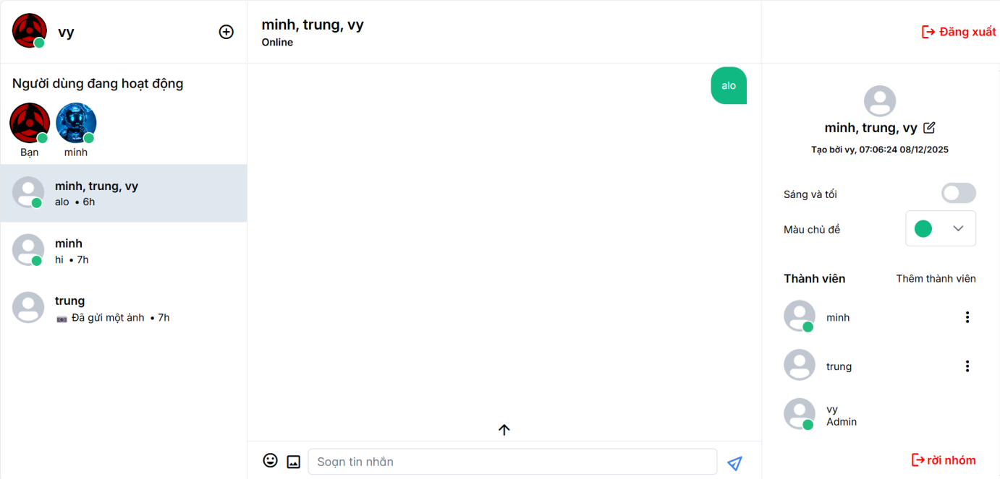 vy
minh, trung, vy
Online
Đăng xuất
Người dùng đang hoạt động
Bạn
minh
minh, trung, vy
alo • 6h
minh
hi • 7h
trung
Đã gửi một ảnh • 7h
alo
Soạn tin nhắn
minh, trung, vy
Tạo bởi vy, 07:06:24 08/12/2025
Sáng và tối
Màu chủ đề
Thành viên
Thêm thành viên
minh
trung
vy
Admin
rời nhóm